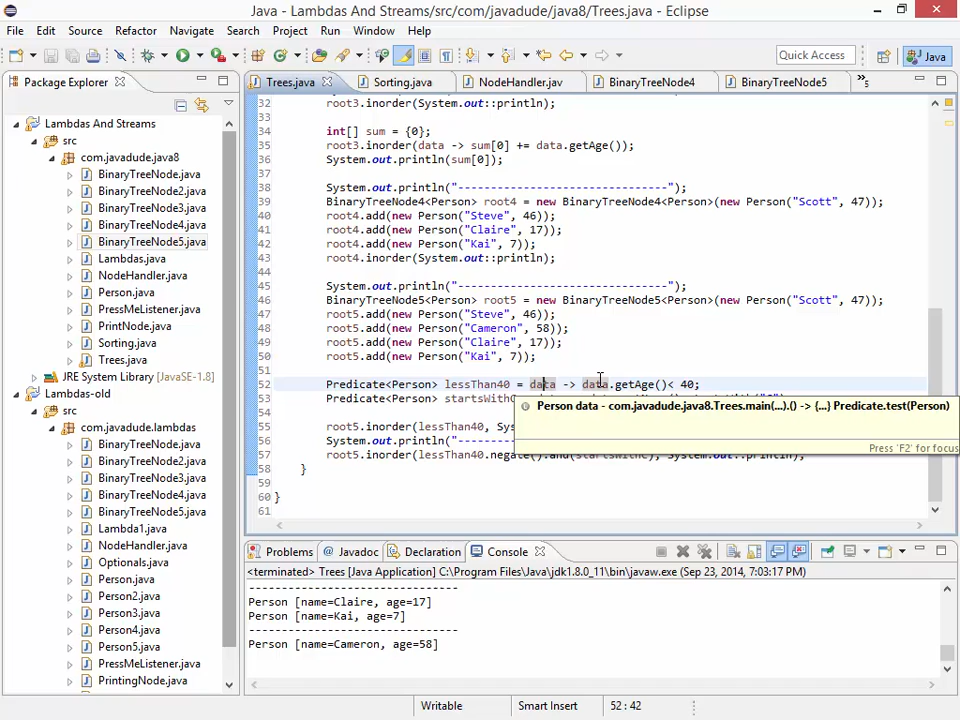 Java - Lambdas And Streams/src/com/javadude/java8/Trees.java - Eclipse
File Edit Source Refactor Navigate Search Project Run Window Help
Quick Access
Java
Package Explorer
Lambdas And Streams
src
com.javadude.java8
BinaryTreeNode.java
BinaryTreeNode2.java
BinaryTreeNode3.java
BinaryTreeNode4.java
BinaryTreeNode5.java
Lambdas.java
NodeHandler.java
Person.java
PressMeListener.java
PrintNode.java
Sorting.java
Trees.java
JRE System Library [JavaSE-1.8]
Lambdas-old
src
com.javadude.lambdas
BinaryTreeNode.java
BinaryTreeNode2.java
BinaryTreeNode3.java
BinaryTreeNode4.java
BinaryTreeNode5.java
Lambda1.java
NodeHandler.java
Optionals.java
Person.java
Person2.java
Person3.java
Person4.java
Person5.java
PressMeListener.java
PrintingNode.java
Trees.java Sorting.java NodeHandler.jav BinaryTreeNode4 BinaryTreeNode5 »5
32 root3.inorder(System.out::println);
33
34 int[] sum = {0};
35 root3.inorder(data -> sum[0] += data.getAge());
36 System.out.println(sum[0]);
37
38 System.out.println("------------------------------");
39 BinaryTreeNode4<Person> root4 = new BinaryTreeNode4<Person>(new Person("Scott", 47));
40 root4.add(new Person("Steve", 46));
41 root4.add(new Person("Claire", 17));
42 root4.add(new Person("Kai", 7));
43 root4.inorder(System.out::println);
44
45 System.out.println("------------------------------");
46 BinaryTreeNode5<Person> root5 = new BinaryTreeNode5<Person>(new Person("Scott", 47));
47 root5.add(new Person("Steve", 46));
48 root5.add(new Person("Cameron", 58));
49 root5.add(new Person("Claire", 17));
50 root5.add(new Person("Kai", 7));
51
52 Predicate<Person> lessThan40 = data -> data.getAge()< 40;
53 Predicate<Person> startsWithC
Person data - com.javadude.java8.Trees.main(...).() -> {...} Predicate.test(Person)
Press 'F2' for focus
54
55 root5.inorder(lessThan40, Sy
56 System.out.println("--
57 root5.inorder(lessThan40.negate().and(startsWithC), System.out::println);
58 }
59
60 }
61
Problems Javadoc Declaration Console
<terminated> Trees [Java Application] C:\Program Files\Java\jdk1.8.0_11\bin\javaw.exe (Sep 23, 2014, 7:03:17 PM)
------------------------------
Person [name=Claire, age=17]
Person [name=Kai, age=7]
------------------------------
Person [name=Cameron, age=58]
Writable Smart Insert 52 : 42